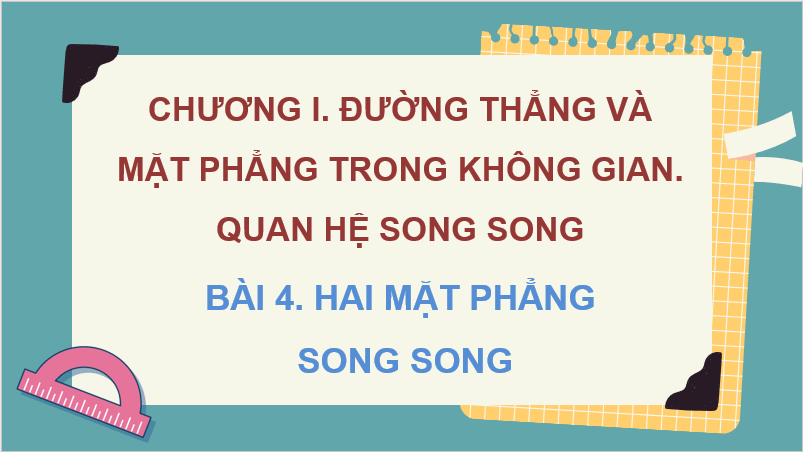 CHƯƠNG I. ĐƯỜNG THẲNG VÀ
MẶT PHẲNG TRONG KHÔNG GIAN.
QUAN HỆ SONG SONG
BÀI 4. HAI MẶT PHẲNG
SONG SONG